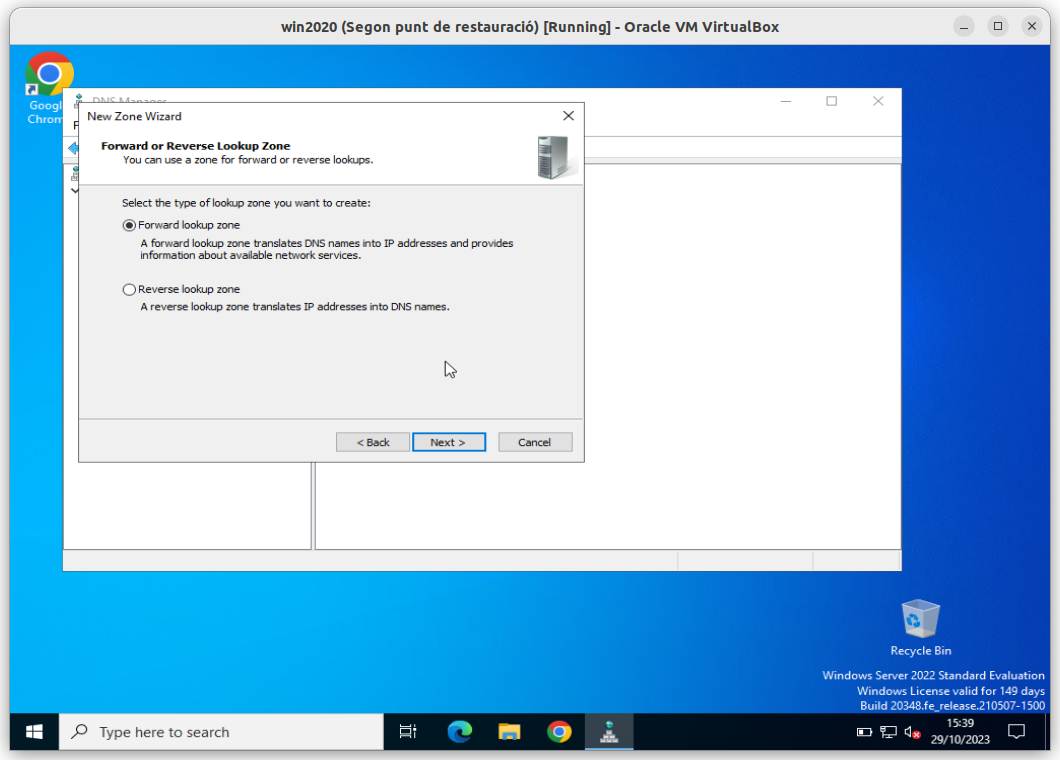 win2020 (Segon punt de restauració) [Running] - Oracle VM VirtualBox
DNS Manager
New Zone Wizard
Forward or Reverse Lookup Zone
You can use a zone for forward or reverse lookups.
Select the type of lookup zone you want to create:
Forward lookup zone
A forward lookup zone translates DNS names into IP addresses and provides
information about available network services.
Reverse lookup zone
A reverse lookup zone translates IP addresses into DNS names.
< Back
Next >
Cancel
Googl
Chrom
Recycle Bin
Windows Server 2022 Standard Evaluation
Windows License valid for 149 days
Build 20348.fe_release.210507-1500
Type here to search
15:39
29/10/2023